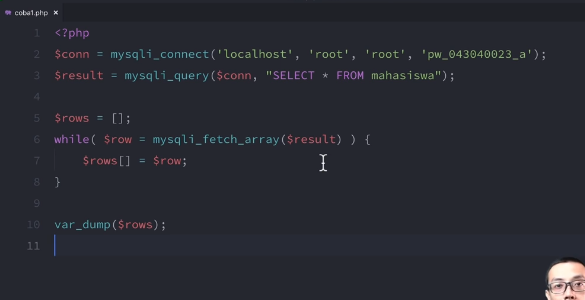 coba1.php ×
1 <?php
2 $conn = mysqli_connect('localhost', 'root', 'root', 'pw_043040023_a');
3 $result = mysqli_query($conn, "SELECT * FROM mahasiswa");
4
5 $rows = [];
6 while( $row = mysqli_fetch_array($result) ) {
7     $rows[] = $row;
8 }
9
10 var_dump($rows);
11